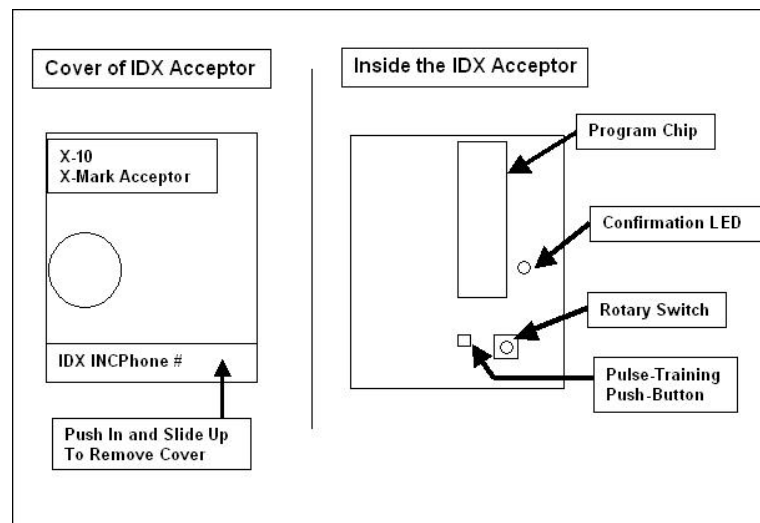 Cover of IDX Acceptor
X-10
X-Mark Acceptor
IDX INCPhone #
Push In and Slide Up
To Remove Cover
Inside the IDX Acceptor
Program Chip
Confirmation LED
Rotary Switch
Pulse-Training
Push-Button